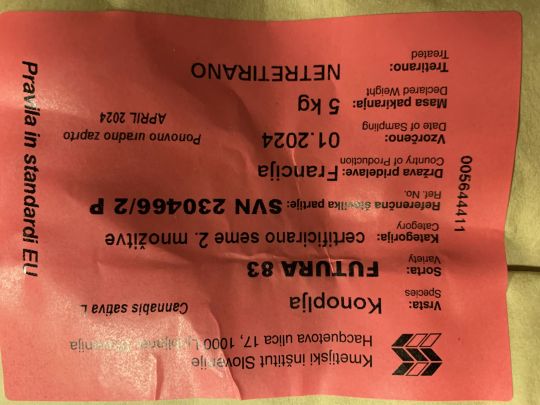 Kmetijski inštitut Slovenije
Hacquetova ulica 17, 1000 Ljubljana, Slovenija
Vrsta: Konoplja Cannabis sativa L
Species
Sorta: FUTURA 83
Variety
Kategorija: certificirano seme 2. množitve
Category
Referenčna številka partije: SVN 230466/2 P
Ref. No.
Država pridelave: Francija
Country of Production
Vzorčeno: 01.2024 Ponovno uradno zaprto
Date of Sampling APRIL 2024
Masa pakiranja: 5 kg
Declared Weight
Tretirano: NETRETIRANO
Treated
005644411
Pravila in standardi EU